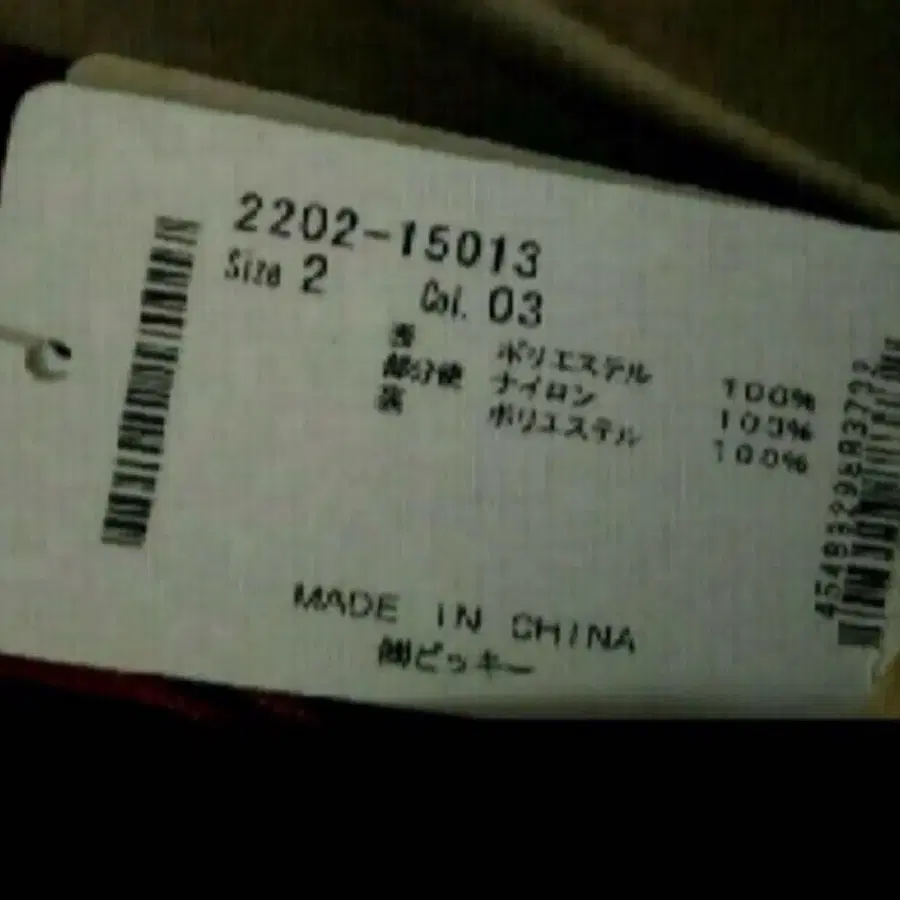 2202-15013
Size 2 Col. 03
表 ポリエステル 100%
部分使 ナイロン 100%
裏 ポリエステル 100%
MADE IN CHINA
㈱ビッキー